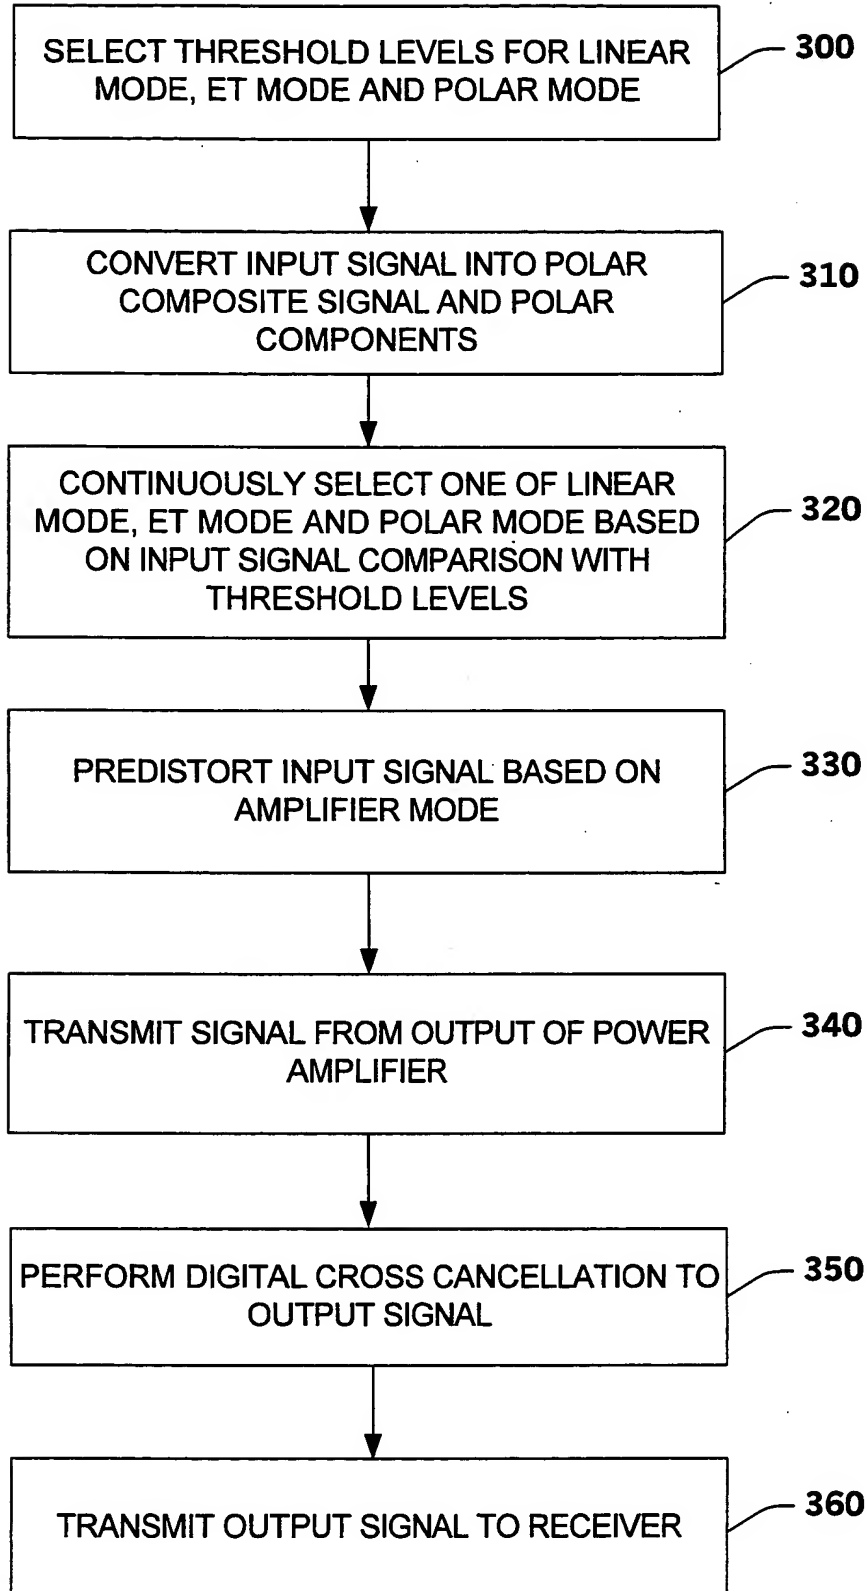 SELECT THRESHOLD LEVELS FOR LINEAR
MODE, ET MODE AND POLAR MODE
300
CONVERT INPUT SIGNAL INTO POLAR
COMPOSITE SIGNAL AND POLAR
COMPONENTS
310
CONTINUOUSLY SELECT ONE OF LINEAR
MODE, ET MODE AND POLAR MODE BASED
ON INPUT SIGNAL COMPARISON WITH
THRESHOLD LEVELS
320
PREDISTORT INPUT SIGNAL BASED ON
AMPLIFIER MODE
330
TRANSMIT SIGNAL FROM OUTPUT OF POWER
AMPLIFIER
340
PERFORM DIGITAL CROSS CANCELLATION TO
OUTPUT SIGNAL
350
TRANSMIT OUTPUT SIGNAL TO RECEIVER
360